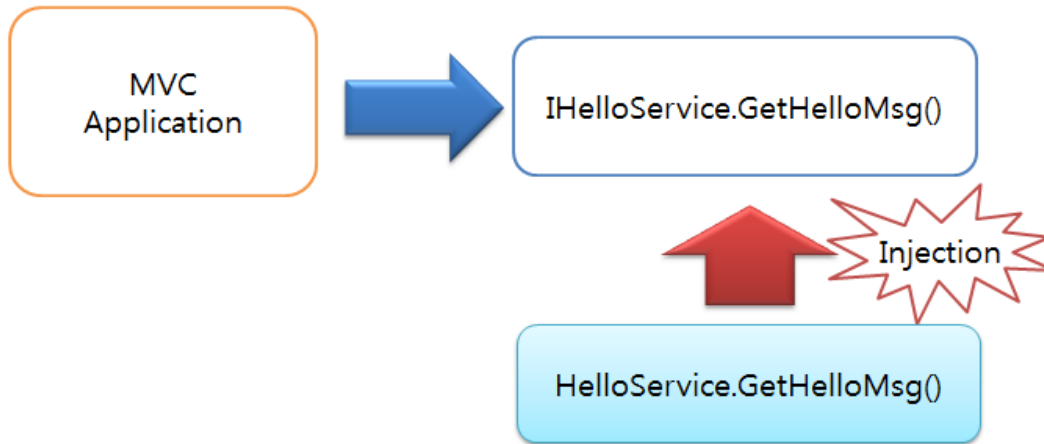 MVC
Application
IHelloService.GetHelloMsg()
Injection
HelloService.GetHelloMsg()